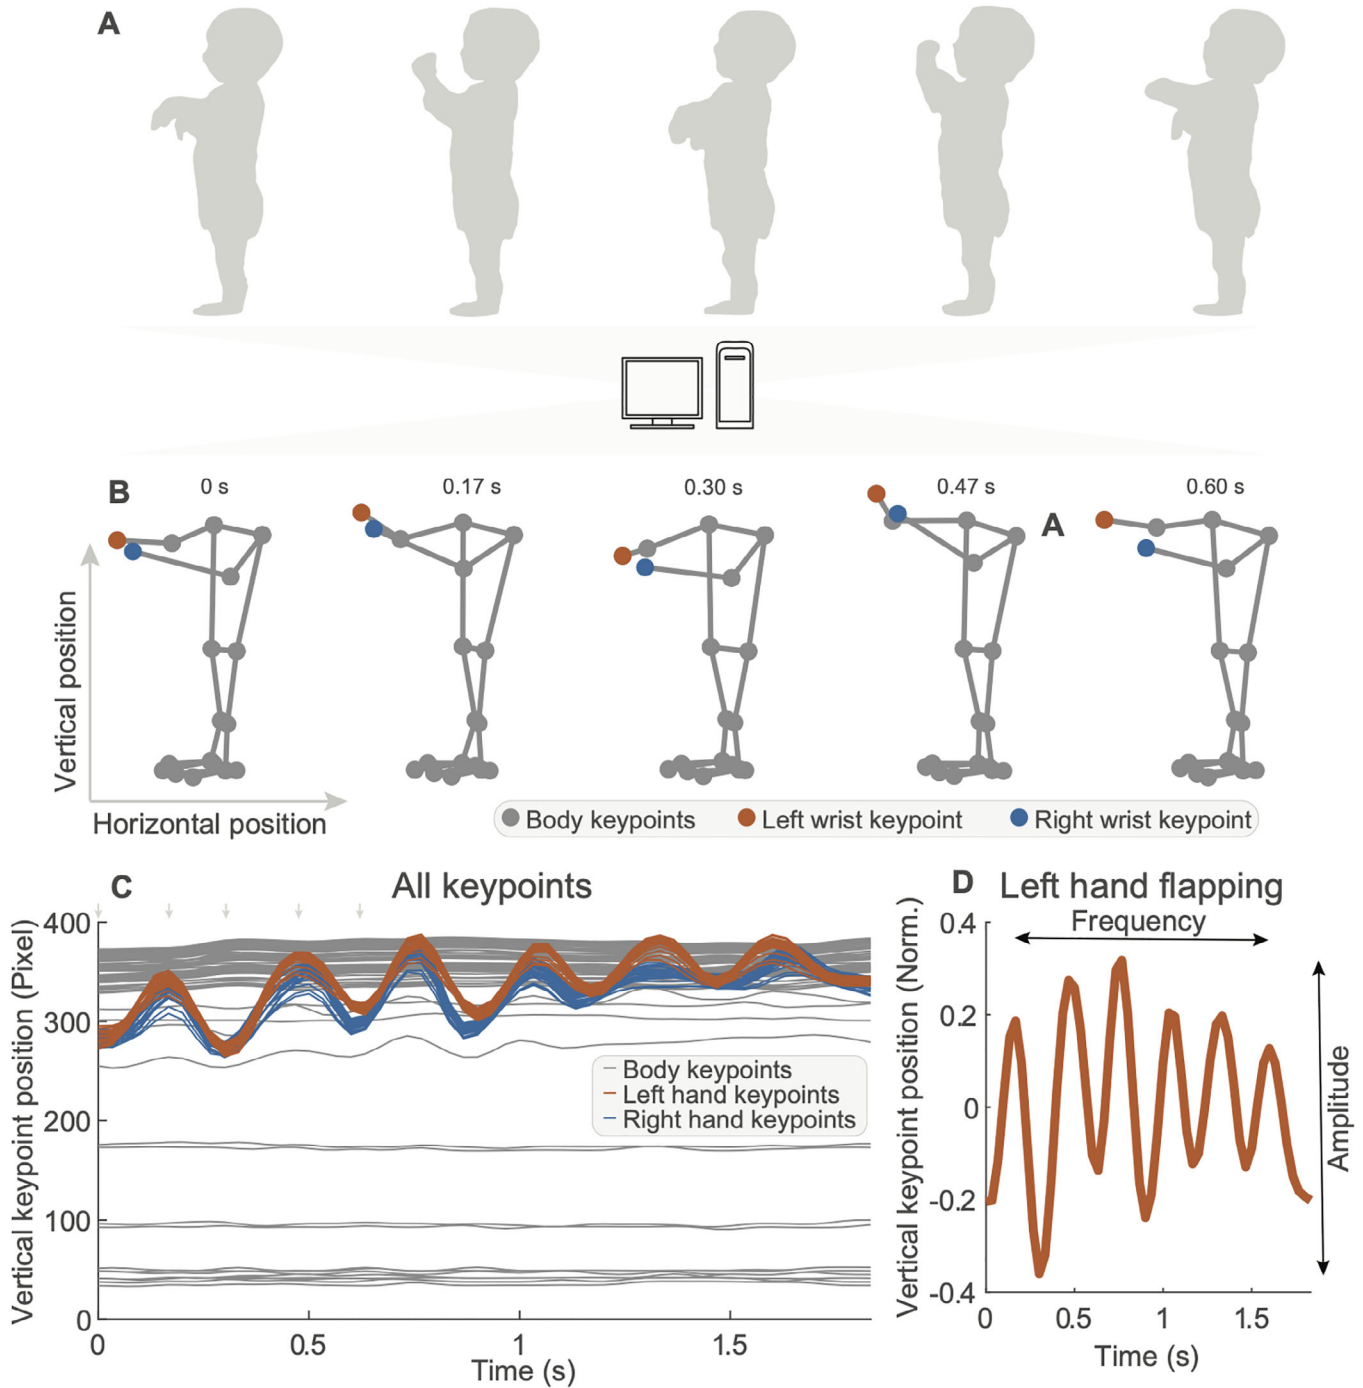 A
B
0 s
0.17 s
0.30 s
0.47 s
A
0.60 s
Vertical position
Horizontal position
Body keypoints
Left wrist keypoint
Right wrist keypoint
C
All keypoints
Vertical keypoint position (Pixel)
400
300
200
100
0
Body keypoints
Left hand keypoints
Right hand keypoints
0
0.5
1
1.5
Time (s)
D
Left hand flapping
Frequency
Amplitude
Vertical keypoint position (Norm.)
0.4
0.2
0
-0.2
-0.4
0
0.5
1
1.5
Time (s)